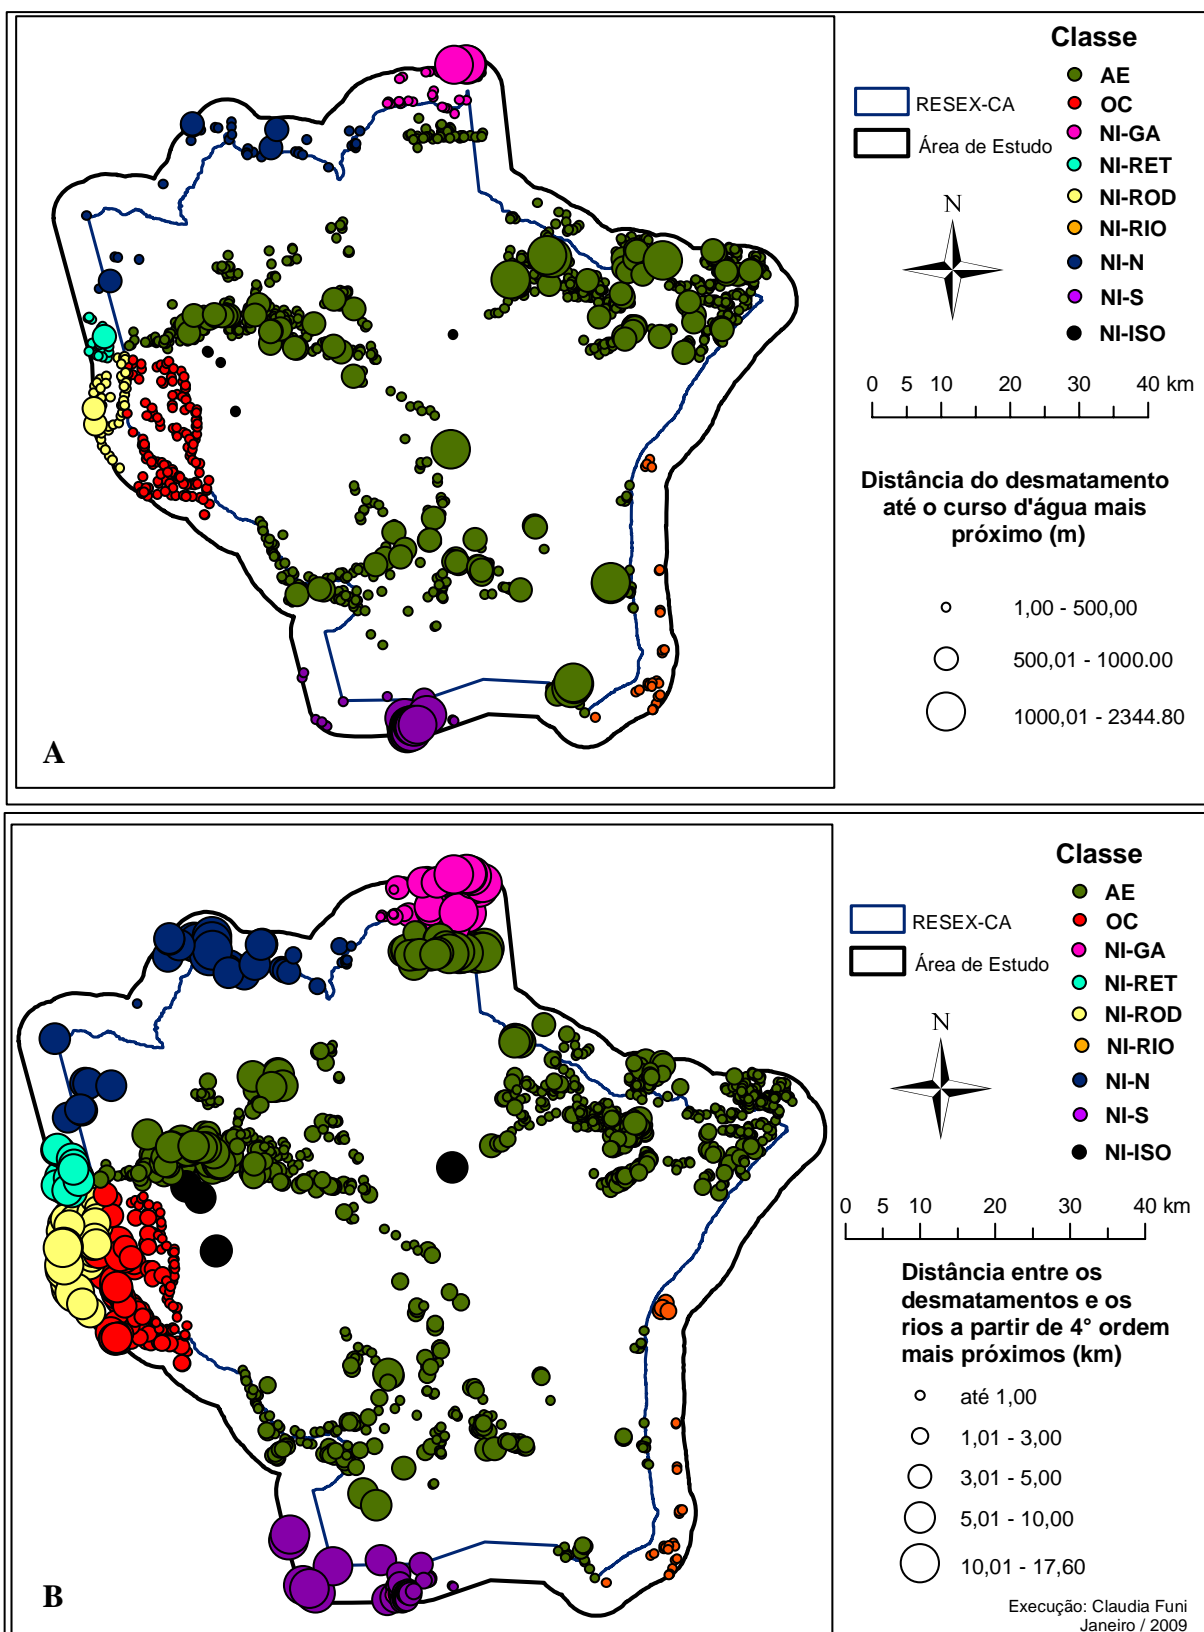 Classe
AE
OC
NI-GA
NI-RET
NI-ROD
NI-RIO
NI-N
NI-S
NI-ISO
RESEX-CA
Área de Estudo
N
0 5 10 20 30 40 km
Distância do desmatamento
até o curso d'água mais
próximo (m)
1,00 - 500,00
500,01 - 1000.00
1000,01 - 2344.80
A
Classe
AE
OC
NI-GA
NI-RET
NI-ROD
NI-RIO
NI-N
NI-S
NI-ISO
RESEX-CA
Área de Estudo
N
0 5 10 20 30 40 km
Distância entre os
desmatamentos e os
rios a partir de 4° ordem
mais próximos (km)
até 1,00
1,01 - 3,00
3,01 - 5,00
5,01 - 10,00
10,01 - 17,60
B
Execução: Claudia Funi
Janeiro / 2009